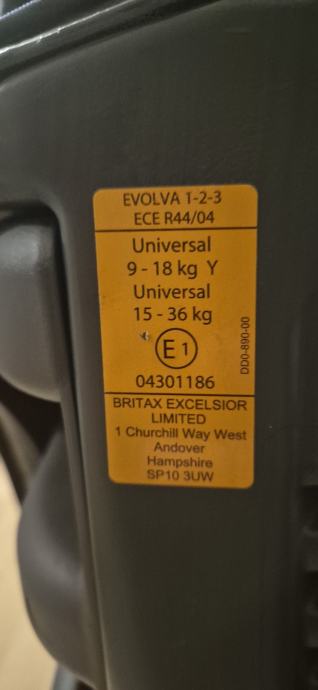 EVOLVA 1-2-3
ECE R44/04
Universal
9 - 18 kg Y
Universal
15 - 36 kg
E1
04301186
DD0-890-00
BRITAX EXCELSIOR
LIMITED
1 Churchill Way West
Andover
Hampshire
SP10 3UW